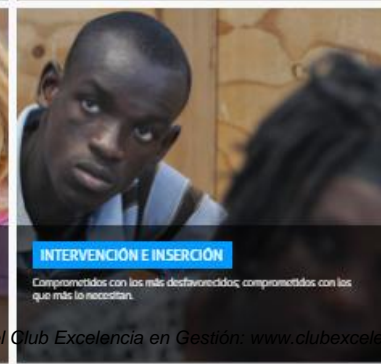 INTERVENCIÓN E INSERCIÓN
Comprometidos con los más desfavorecidos; comprometidos con los
que más lo necesitan.
Club Excelencia en Gestión: www.clubexcele